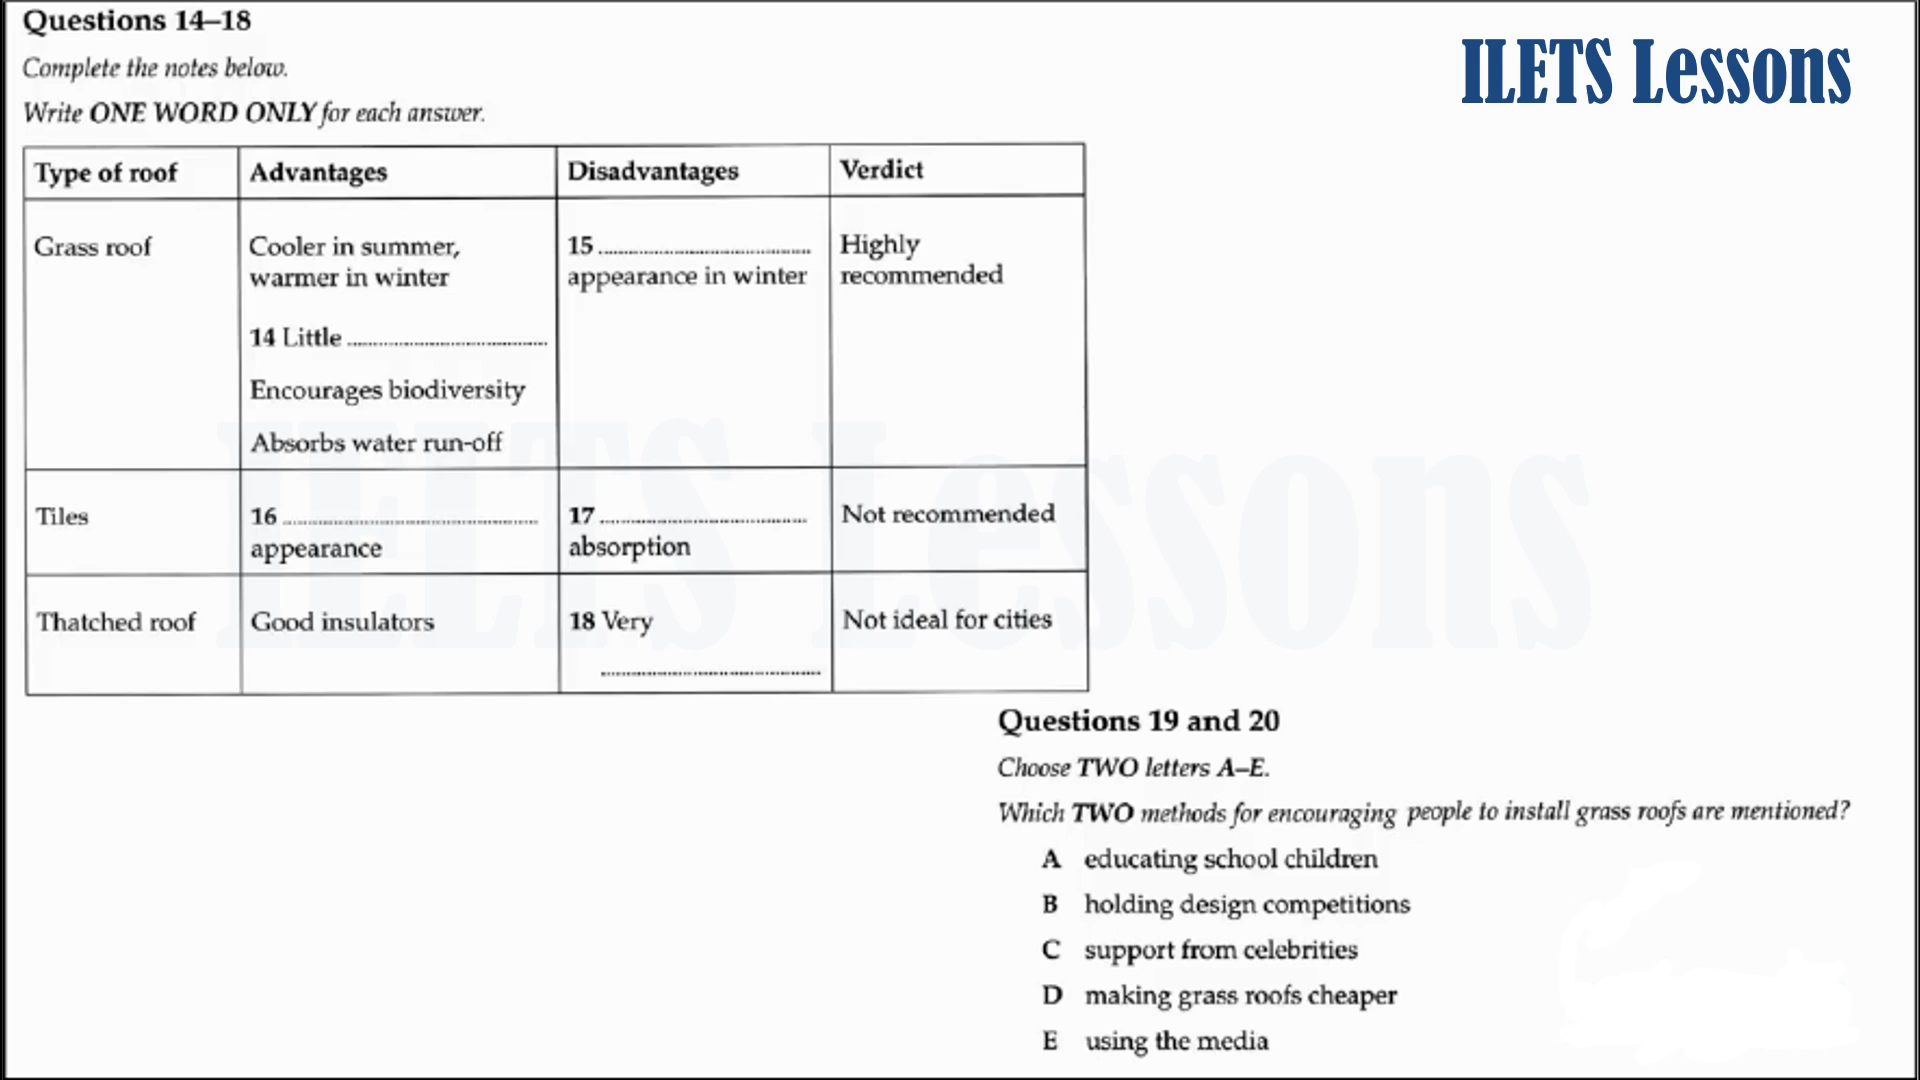 Questions 14–18
ILETS Lessons
Complete the notes below.
Write ONE WORD ONLY for each answer.
Type of roof Advantages Disadvantages Verdict
Grass roof Cooler in summer, 15 .......... Highly
warmer in winter appearance in winter recommended
14 Little ..........
Encourages biodiversity
Absorbs water run-off
Tiles 16 .......... 17 .......... Not recommended
appearance absorption
Thatched roof Good insulators 18 Very Not ideal for cities
..........
IELTS Lessons
Questions 19 and 20
Choose TWO letters A–E.
Which TWO methods for encouraging people to install grass roofs are mentioned?
A educating school children
B holding design competitions
C support from celebrities
D making grass roofs cheaper
E using the media